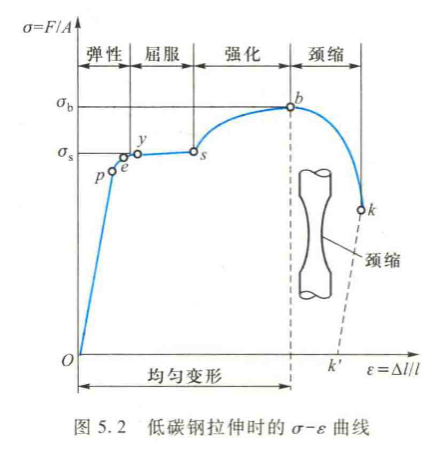 σ=F/A
弹性 屈服 强化 颈缩
σb
b
σs
y
e
s
p
k
颈缩
O
k′
ε=Δl/l
均匀变形
图 5.2 低碳钢拉伸时的 σ-ε 曲线